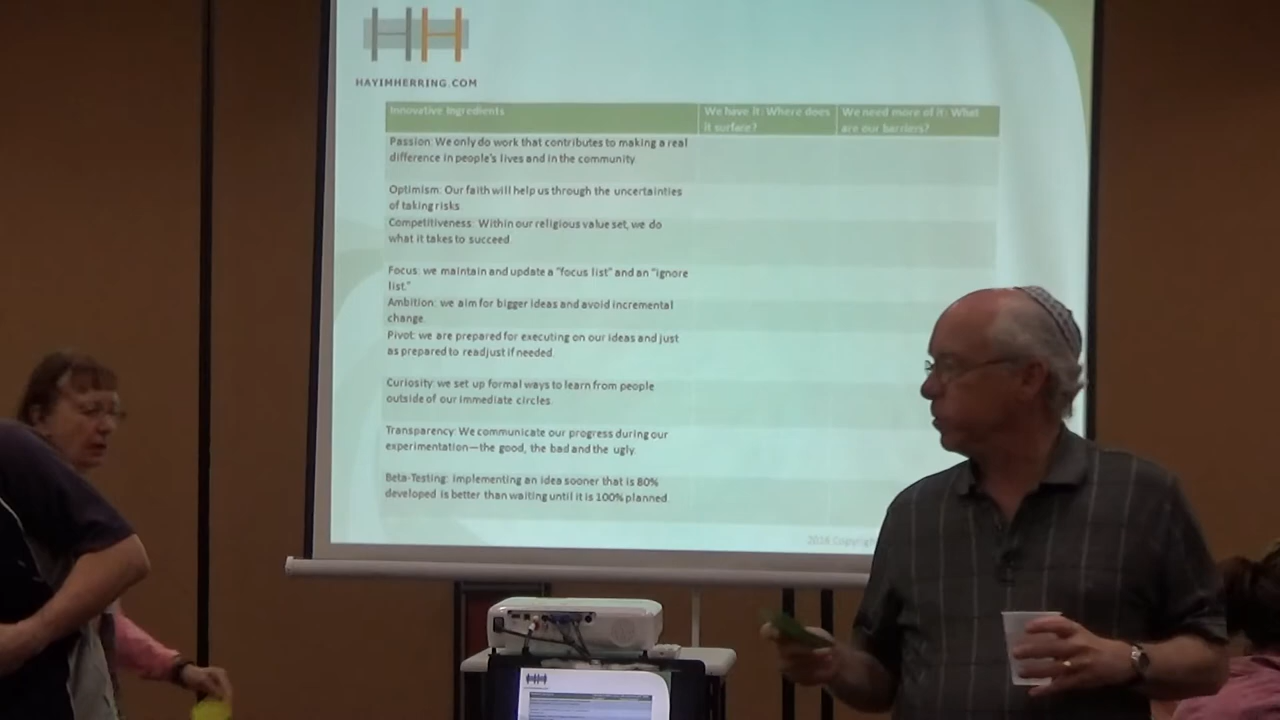 HH
HAYIMHERRING.COM
Innovative Ingredients
We have it: Where does
it surface?
We need more of it: What
are our barriers?
Passion: We only do work that contributes to making a real
difference in people's lives and in the community
Optimism: Our faith will help us through the uncertainties
of taking risks.
Competitiveness: Within our religious value set, we do
what it takes to succeed.
Focus: we maintain and update a "focus list" and an "ignore
list."
Ambition: we aim for bigger ideas and avoid incremental
change.
Pivot: we are prepared for executing on our ideas and just
as prepared to readjust if needed.
Curiosity: we set up formal ways to learn from people
outside of our immediate circles.
Transparency: We communicate our progress during our
experimentation—the good, the bad and the ugly.
Beta-Testing: Implementing an idea sooner that is 80%
developed is better than waiting until it is 100% planned.